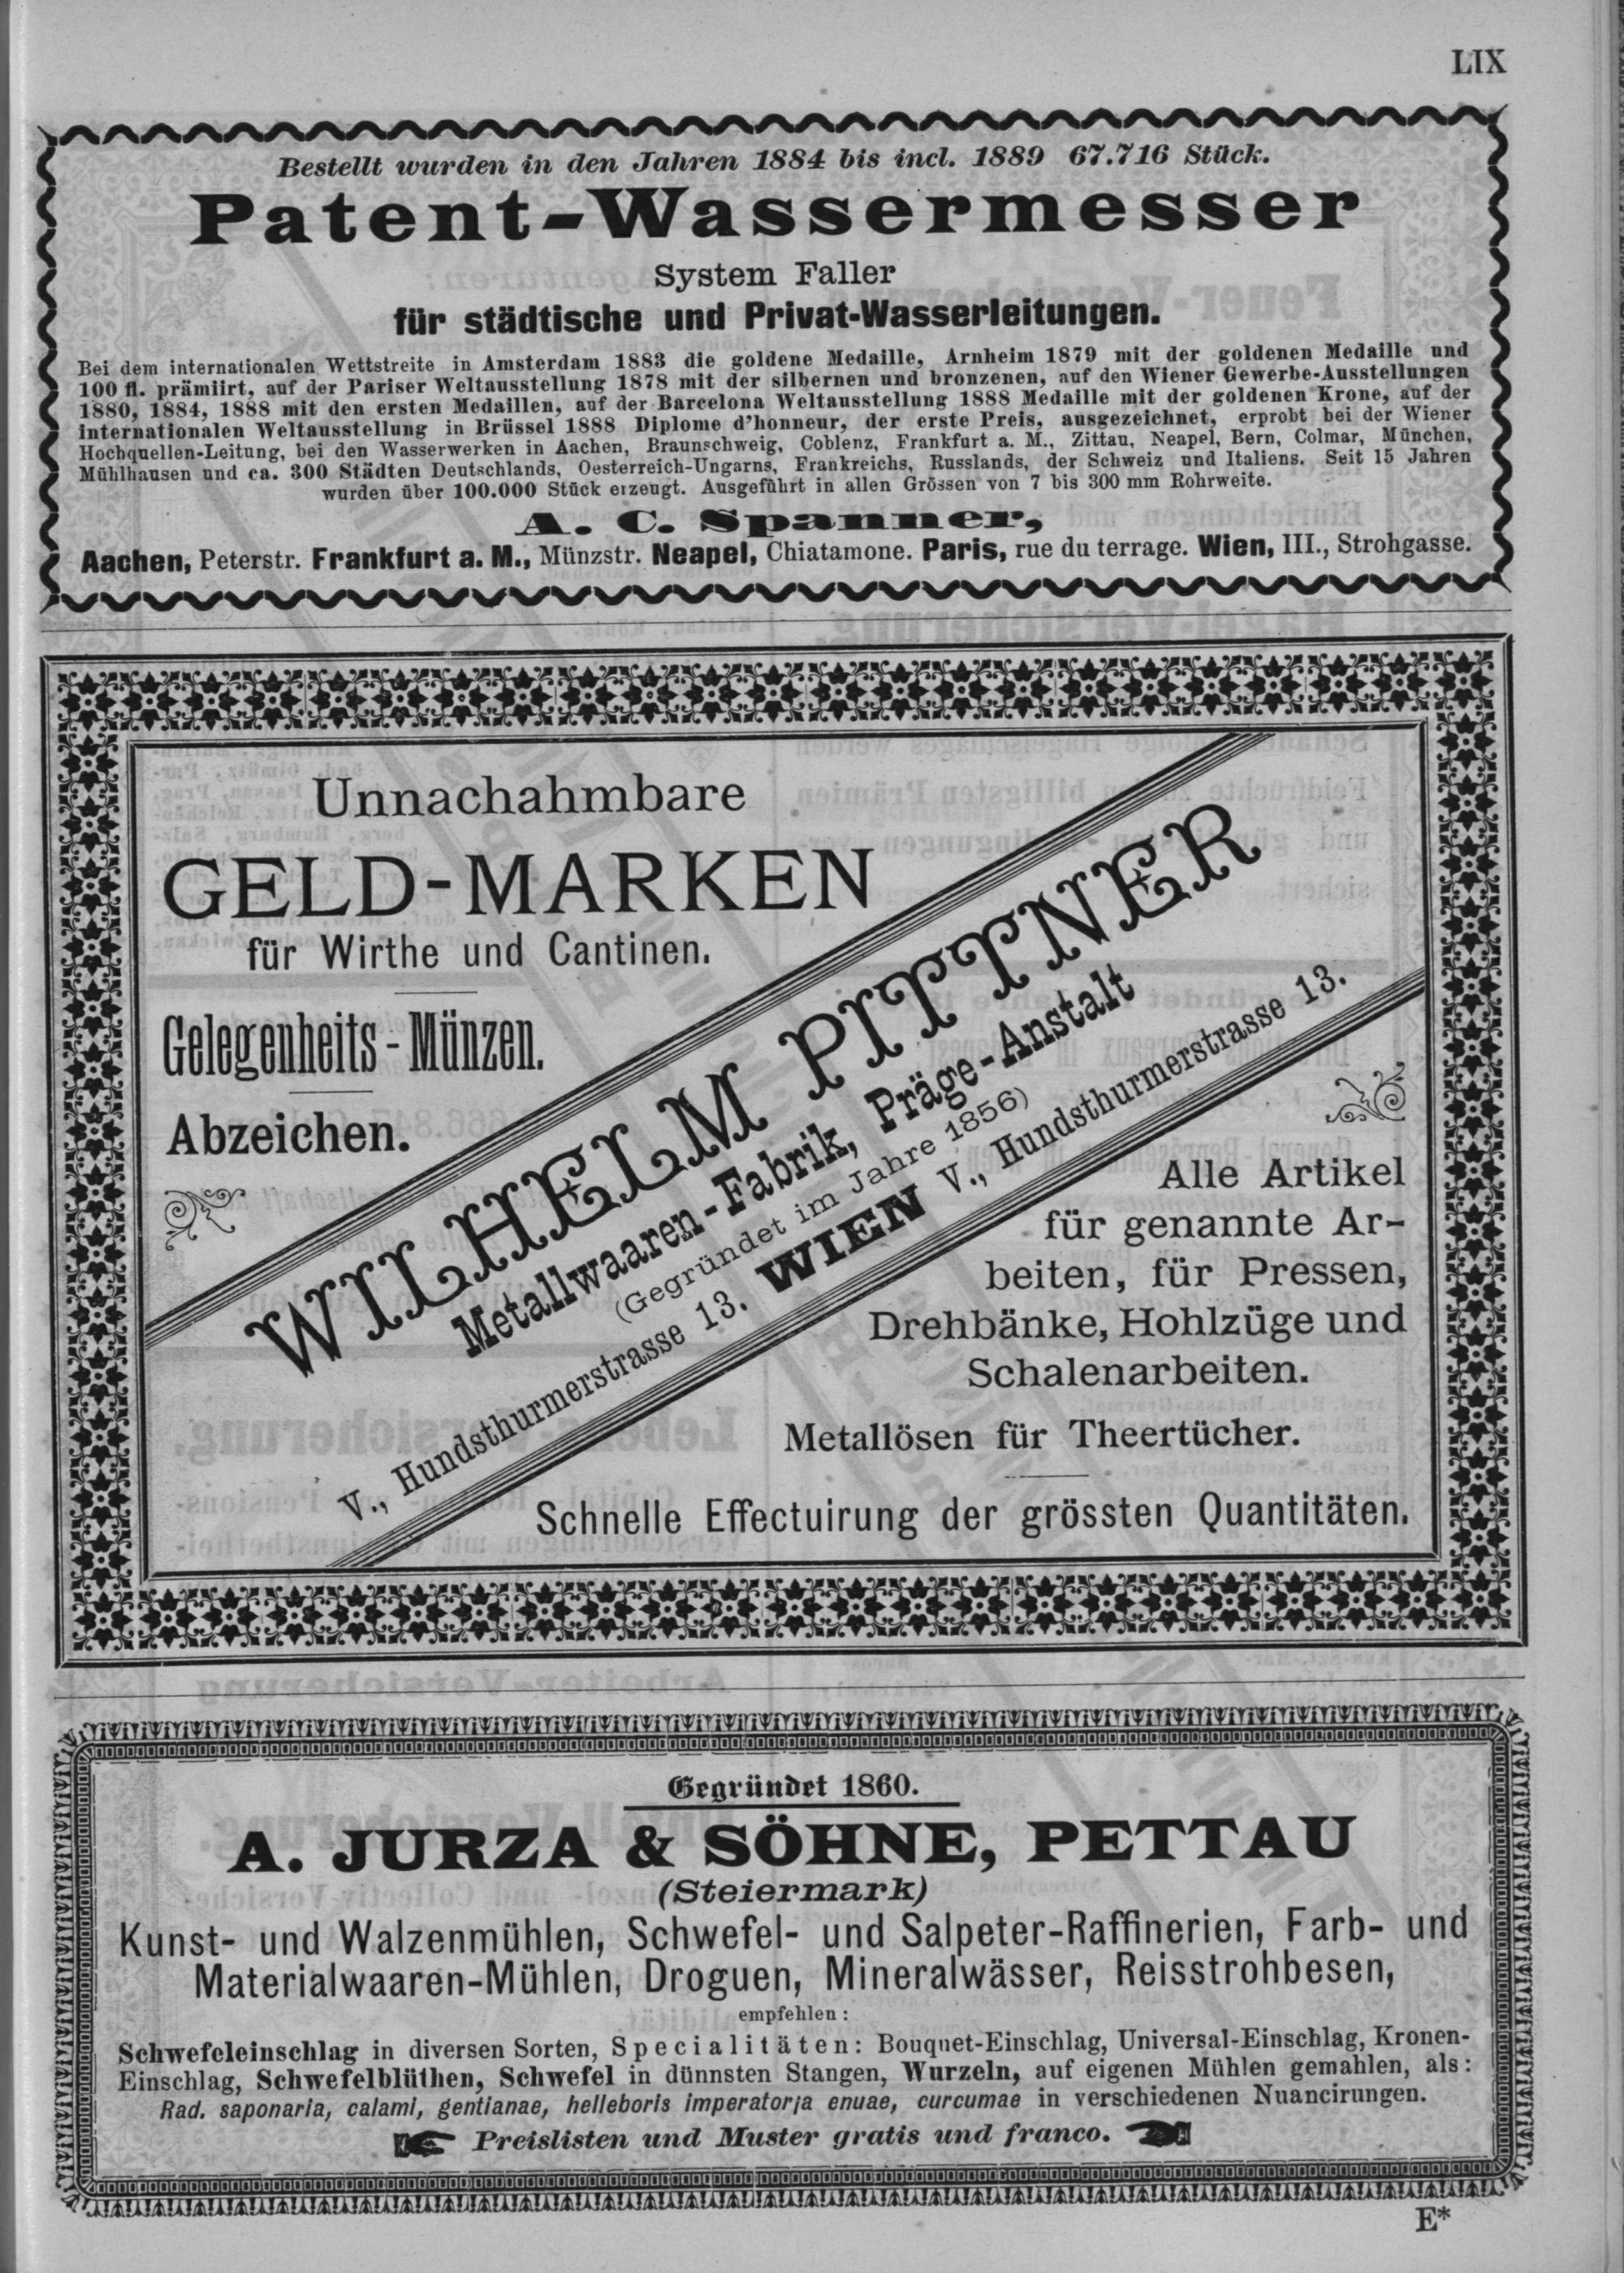 LIX
Bestellt wurden in den Jahren 1884 bis incl. 1889 67.716 Stück.
Patent-Wassermesser
System Faller
für städtische und Privat-Wasserleitungen.
Bei dem internationalen Wettstreite in Amsterdam 1883 die goldene Medaille, Arnheim 1879 mit der goldenen Medaille und
100 fl. prämiirt, auf der Pariser Weltausstellung 1878 mit der silbernen und bronzenen, auf den Wiener Gewerbe-Ausstellungen
1880, 1884, 1888 mit den ersten Medaillen, auf der Barcelona Weltausstellung 1888 Medaille mit der goldenen Krone, auf der
internationalen Weltausstellung in Brüssel 1888 Diplome d'honneur, der erste Preis, ausgezeichnet, erprobt bei der Wiener
Hochquellen-Leitung, bei den Wasserwerken in Aachen, Braunschweig, Coblenz, Frankfurt a. M., Zittau, Neapel, Bern, Colmar, München,
Mühlhausen und ca. 300 Städten Deutschlands, Oesterreich-Ungarns, Frankreichs, Russlands, der Schweiz und Italiens. Seit 15 Jahren
wurden über 100.000 Stück erzeugt. Ausgeführt in allen Grössen von 7 bis 300 mm Rohrweite.
A. C. Spanner,
Aachen, Peterstr. Frankfurt a. M., Münzstr. Neapel, Chiatamone. Paris, rue du terrage. Wien, III., Strohgasse.
Unnachahmbare
GELD-MARKEN
für Wirthe und Cantinen.
Gelegenheits-Münzen.
Abzeichen.
WILHELM PITTNER
Metallwaaren-Fabrik, Präge-Anstalt
(Gegründet im Jahre 1856)
V., Hundsthurmerstrasse 13. WIEN V., Hundsthurmerstrasse 13.
Alle Artikel
für genannte Ar-
beiten, für Pressen,
Drehbänke, Hohlzüge und
Schalenarbeiten.
Metallösen für Theertücher.
Schnelle Effectuirung der grössten Quantitäten.
Gegründet 1860.
A. JURZA & SÖHNE, PETTAU
(Steiermark)
Kunst- und Walzenmühlen, Schwefel- und Salpeter-Raffinerien, Farb- und
Materialwaaren-Mühlen, Droguen, Mineralwässer, Reisstrohbesen,
empfehlen:
Schwefeleinschlag in diversen Sorten, Specialitäten: Bouquet-Einschlag, Universal-Einschlag, Kronen-
Einschlag, Schwefelblüthen, Schwefel in dünnsten Stangen, Wurzeln, auf eigenen Mühlen gemahlen, als:
Rad. saponaria, calami, gentianae, helleboris imperatorja enuae, curcumae in verschiedenen Nuancirungen.
Preislisten und Muster gratis und franco.
E*